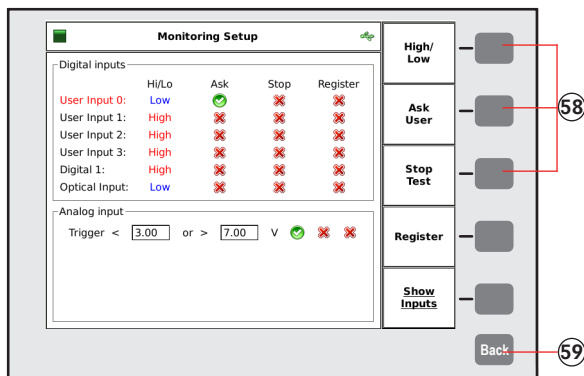 Monitoring Setup
Digital inputs
Hi/Lo Ask Stop Register
User Input 0: Low
User Input 1: High
User Input 2: High
User Input 3: High
Digital 1: High
Optical Input: Low
Analog input
Trigger < 3.00 or > 7.00 V
High/
Low
Ask
User
Stop
Test
Register
Show
Inputs
Back
58
59